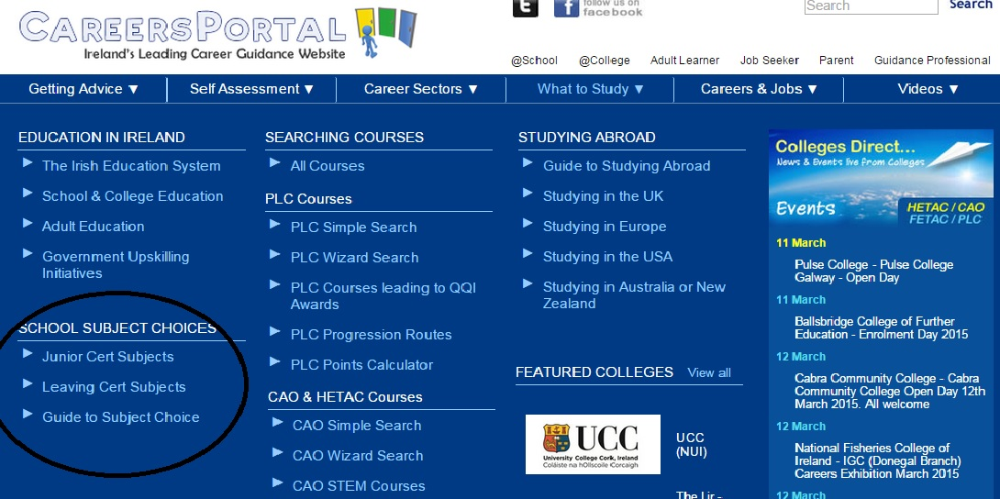 CAREERSPORTAL
Ireland's Leading Career Guidance Website
follow us on
facebook
Search
Search
@School @College Adult Learner Job Seeker Parent Guidance Professional
Getting Advice ▼ Self Assessment ▼ Career Sectors ▼ What to Study ▼ Careers & Jobs ▼ Videos ▼
EDUCATION IN IRELAND
The Irish Education System
School & College Education
Adult Education
Government Upskilling
Initiatives
SCHOOL SUBJECT CHOICES
Junior Cert Subjects
Leaving Cert Subjects
Guide to Subject Choice
SEARCHING COURSES
All Courses
PLC Courses
PLC Simple Search
PLC Wizard Search
PLC Courses leading to QQI
Awards
PLC Progression Routes
PLC Points Calculator
CAO & HETAC Courses
CAO Simple Search
CAO Wizard Search
CAO STEM Courses
STUDYING ABROAD
Guide to Studying Abroad
Studying in the UK
Studying in Europe
Studying in the USA
Studying in Australia or New
Zealand
FEATURED COLLEGES View all
UCC
University College Cork, Ireland
Coláiste na hOllscoile Corcaigh
UCC
(NUI)
The Lir -
Colleges Direct...
News & Events live from Colleges
Events
HETAC / CAO
FETAC / PLC
11 March
Pulse College - Pulse College
Galway - Open Day
11 March
Ballsbridge College of Further
Education - Enrolment Day 2015
12 March
Cabra Community College - Cabra
Community College Open Day 12th
March 2015. All welcome
12 March
National Fisheries College of
Ireland - IGC (Donegal Branch)
Careers Exhibition March 2015
12 March